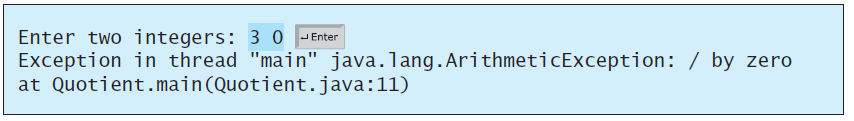 Enter two integers: 3 0 ↵Enter
Exception in thread "main" java.lang.ArithmeticException: / by zero
at Quotient.main(Quotient.java:11)